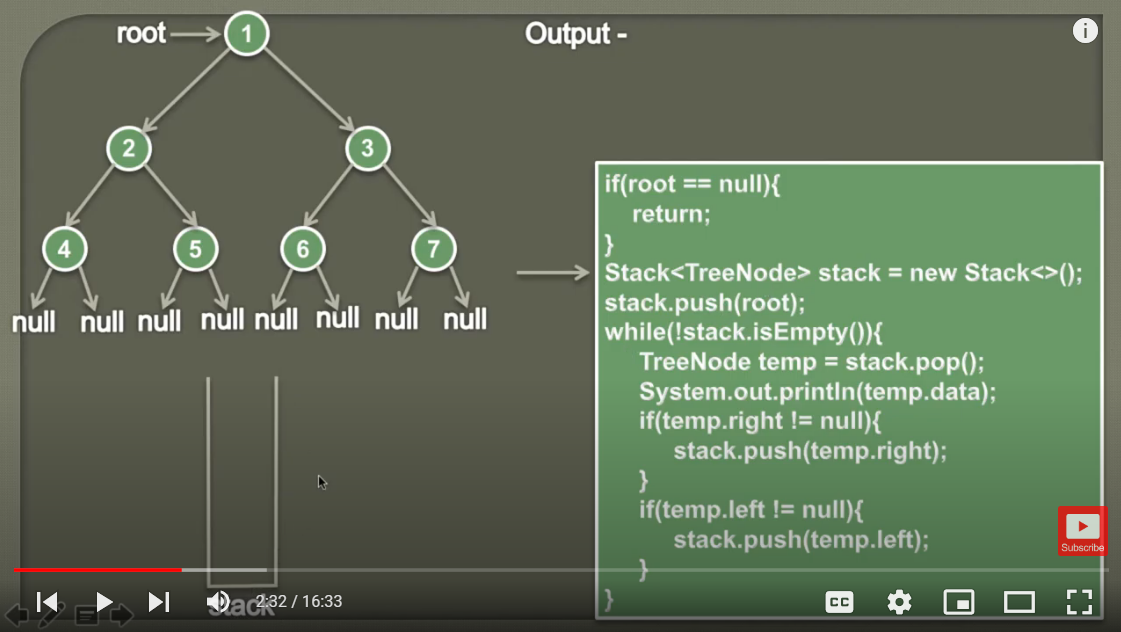 root
1
Output -
2
3
4
5
6
7
null
null
null
null
null
null
null
null
if(root == null){
return;
}
Stack<TreeNode> stack = new Stack<>();
stack.push(root);
while(!stack.isEmpty()){
TreeNode temp = stack.pop();
System.out.println(temp.data);
if(temp.right != null){
stack.push(temp.right);
}
if(temp.left != null){
stack.push(temp.left);
}
}
Subscribe
2:32 / 16:33
stack
CC